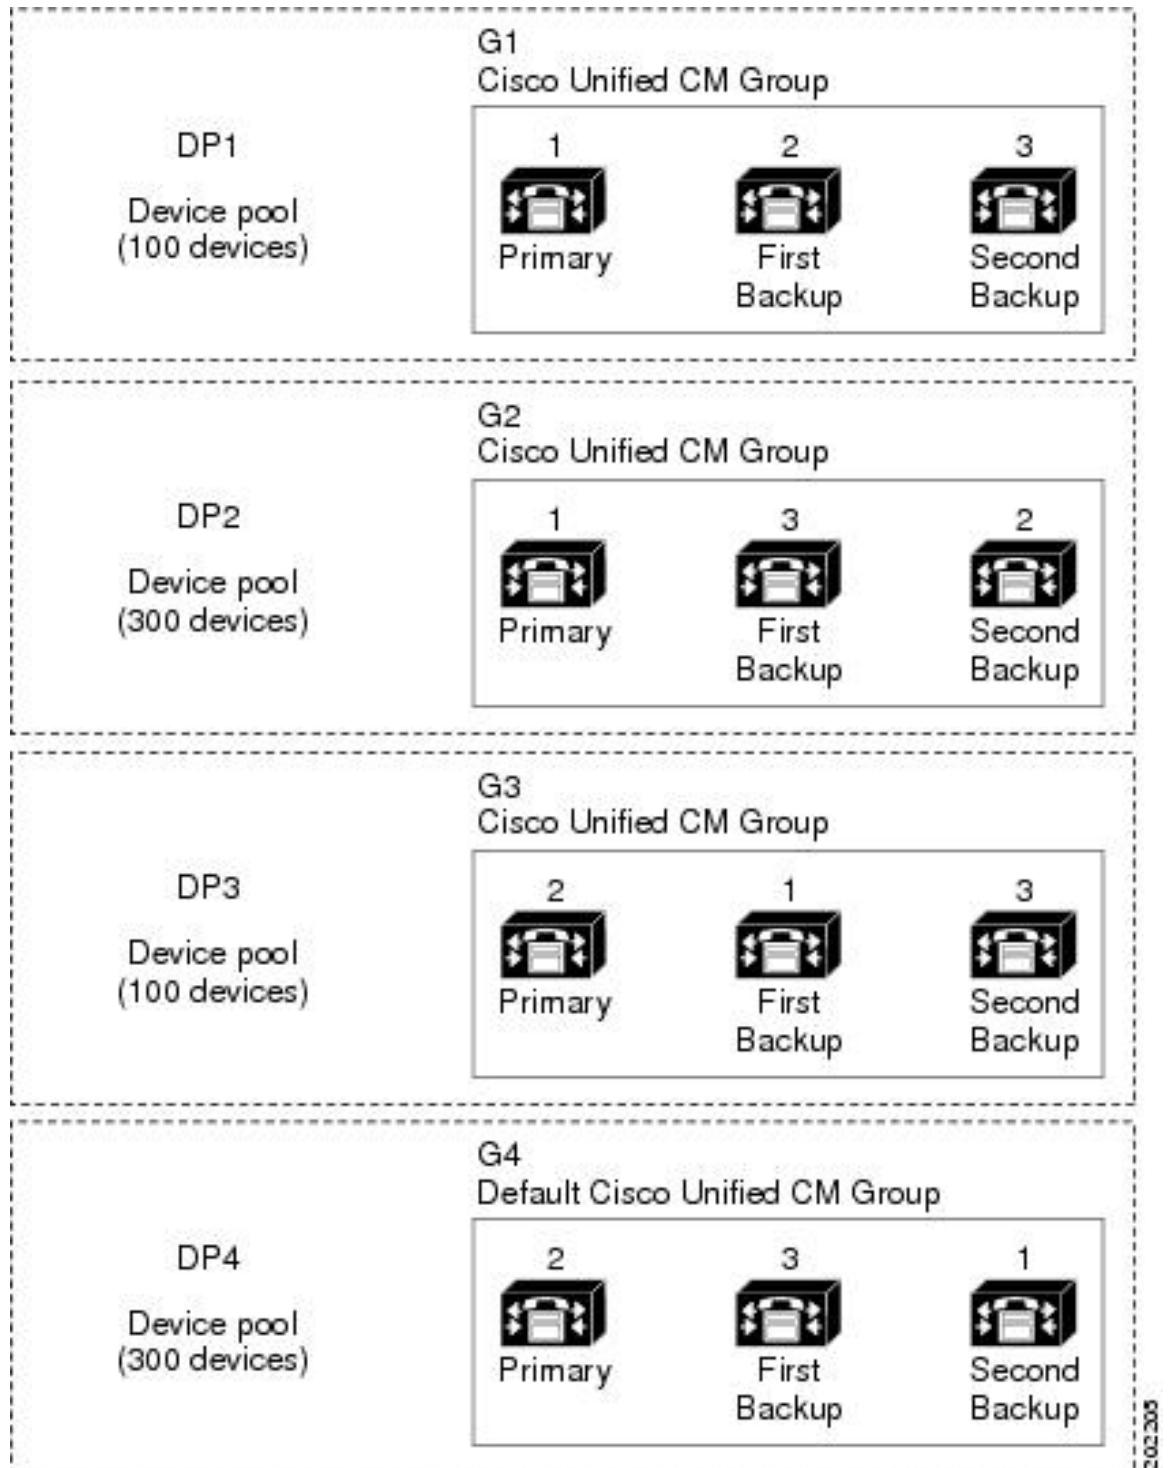 G1
Cisco Unified CM Group
DP1
Device pool
(100 devices)
1 2 3
Primary First Second
Backup Backup
G2
Cisco Unified CM Group
DP2
Device pool
(300 devices)
1 3 2
Primary First Second
Backup Backup
G3
Cisco Unified CM Group
DP3
Device pool
(100 devices)
2 1 3
Primary First Second
Backup Backup
G4
Default Cisco Unified CM Group
DP4
Device pool
(300 devices)
2 3 1
Primary First Second
Backup Backup
202205